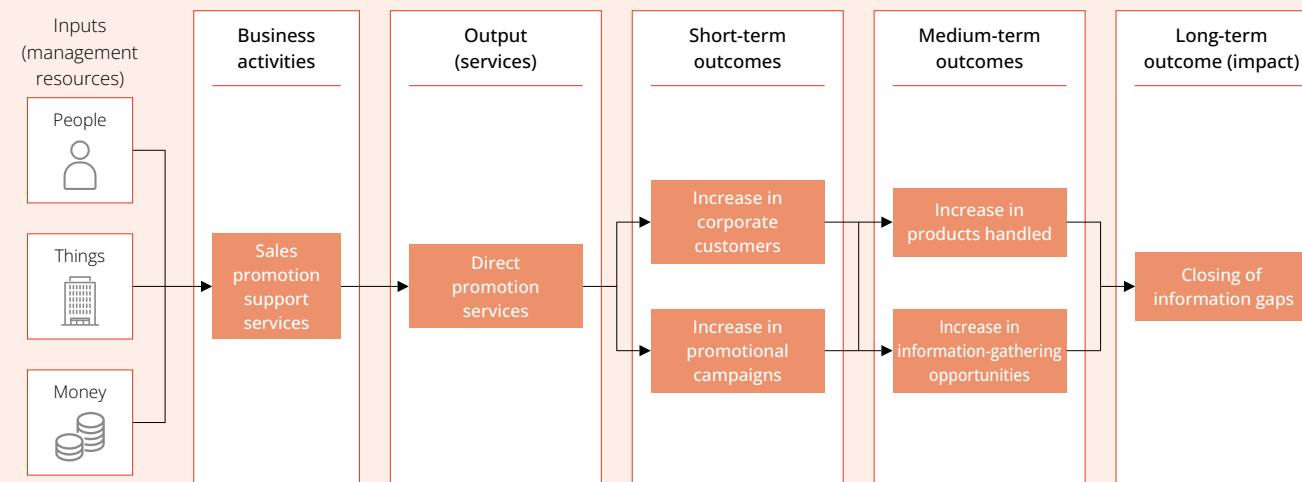 Inputs
(management
resources)
People
Things
Money
Business
activities
Sales
promotion
support
services
Output
(services)
Direct
promotion
services
Short-term
outcomes
Increase in
corporate
customers
Increase in
promotional
campaigns
Medium-term
outcomes
Increase in
products handled
Increase in
information-gathering
opportunities
Long-term
outcome (impact)
Closing of
information gaps